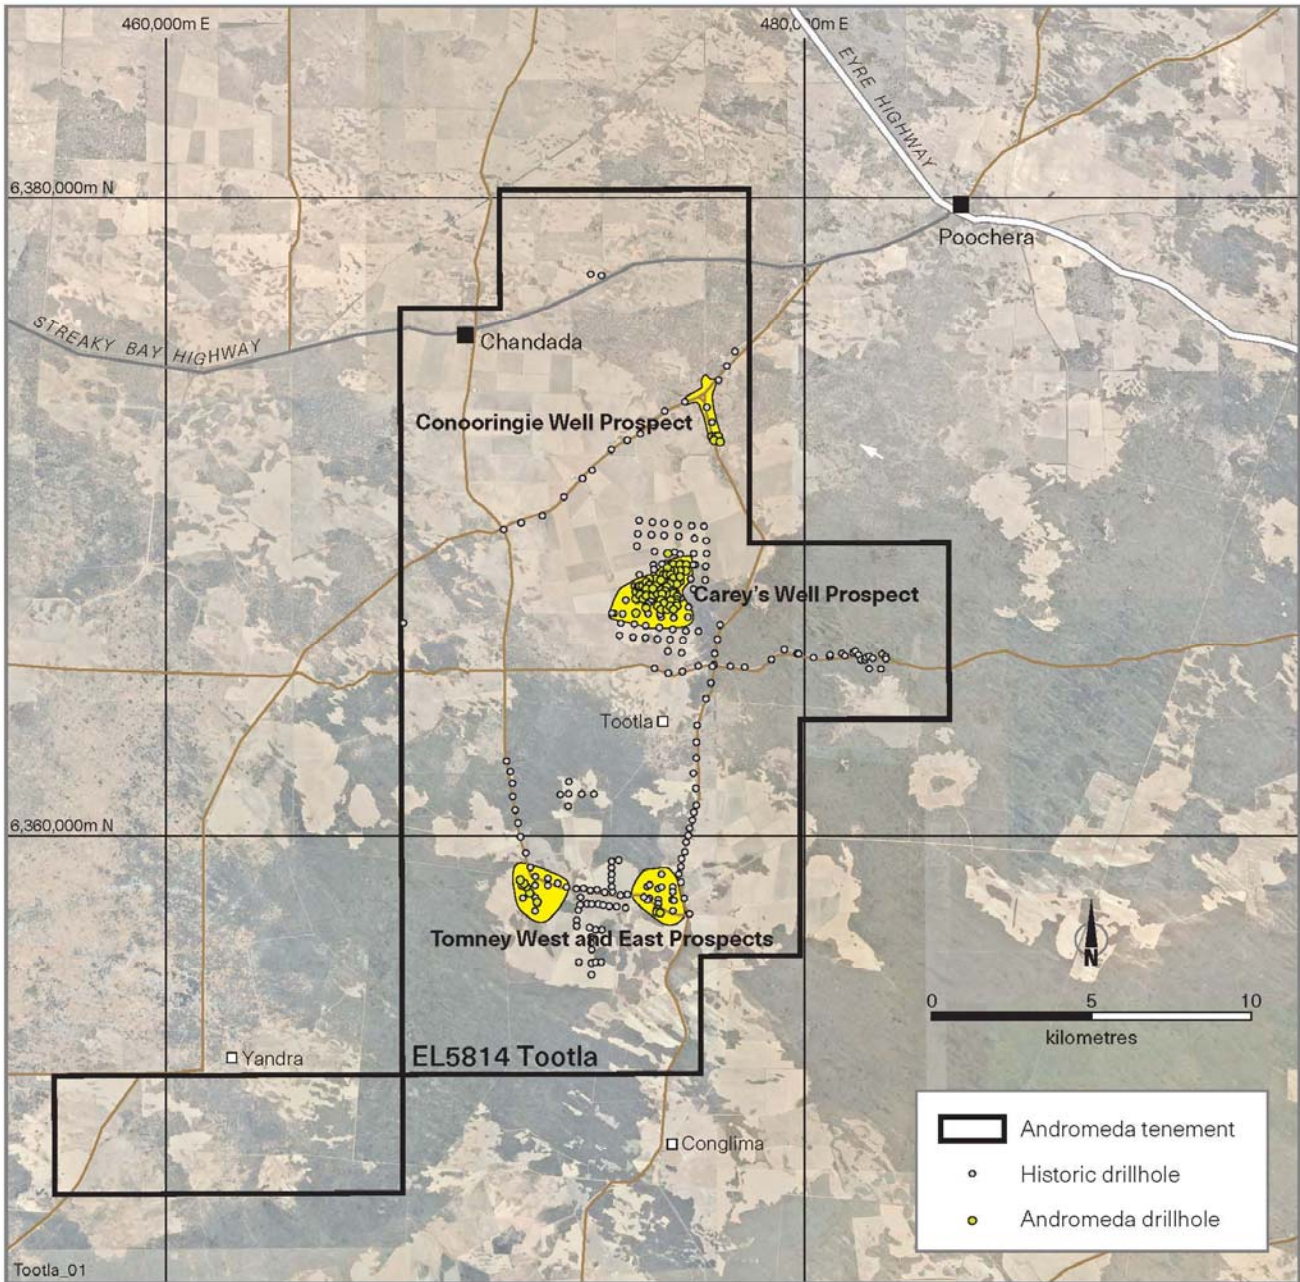 460,000m E
480,000m E
EYRE HIGHWAY
6,380,000m N
Poochera
STREAKY BAY HIGHWAY
Chandada
Conooringie Well Prospect
Carey's Well Prospect
Tootla
6,360,000m N
Tomney West and East Prospects
N
0 5 10
kilometres
Yandra
EL5814 Tootla
Conglima
Andromeda tenement
Historic drillhole
Andromeda drillhole
Tootla_01